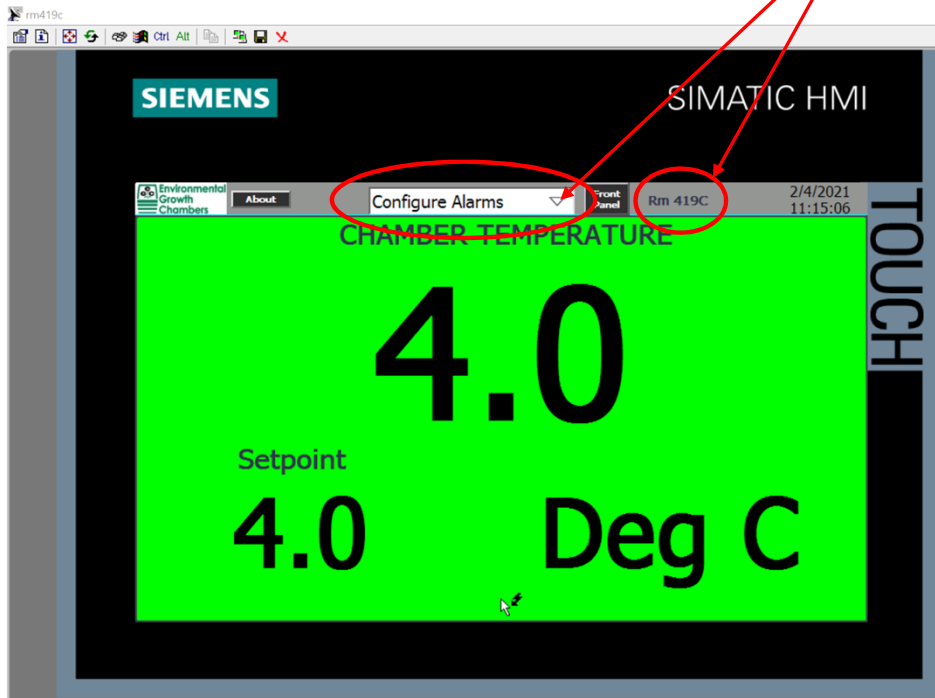 rm419c
Ctrl Alt
SIEMENS
SIMATIC HMI
Environmental
Growth
Chambers
About
Configure Alarms
Front
Panel
Rm 419C
2/4/2021
11:15:06
TOUCH
CHAMBER TEMPERATURE
4.0
Setpoint
4.0
Deg C